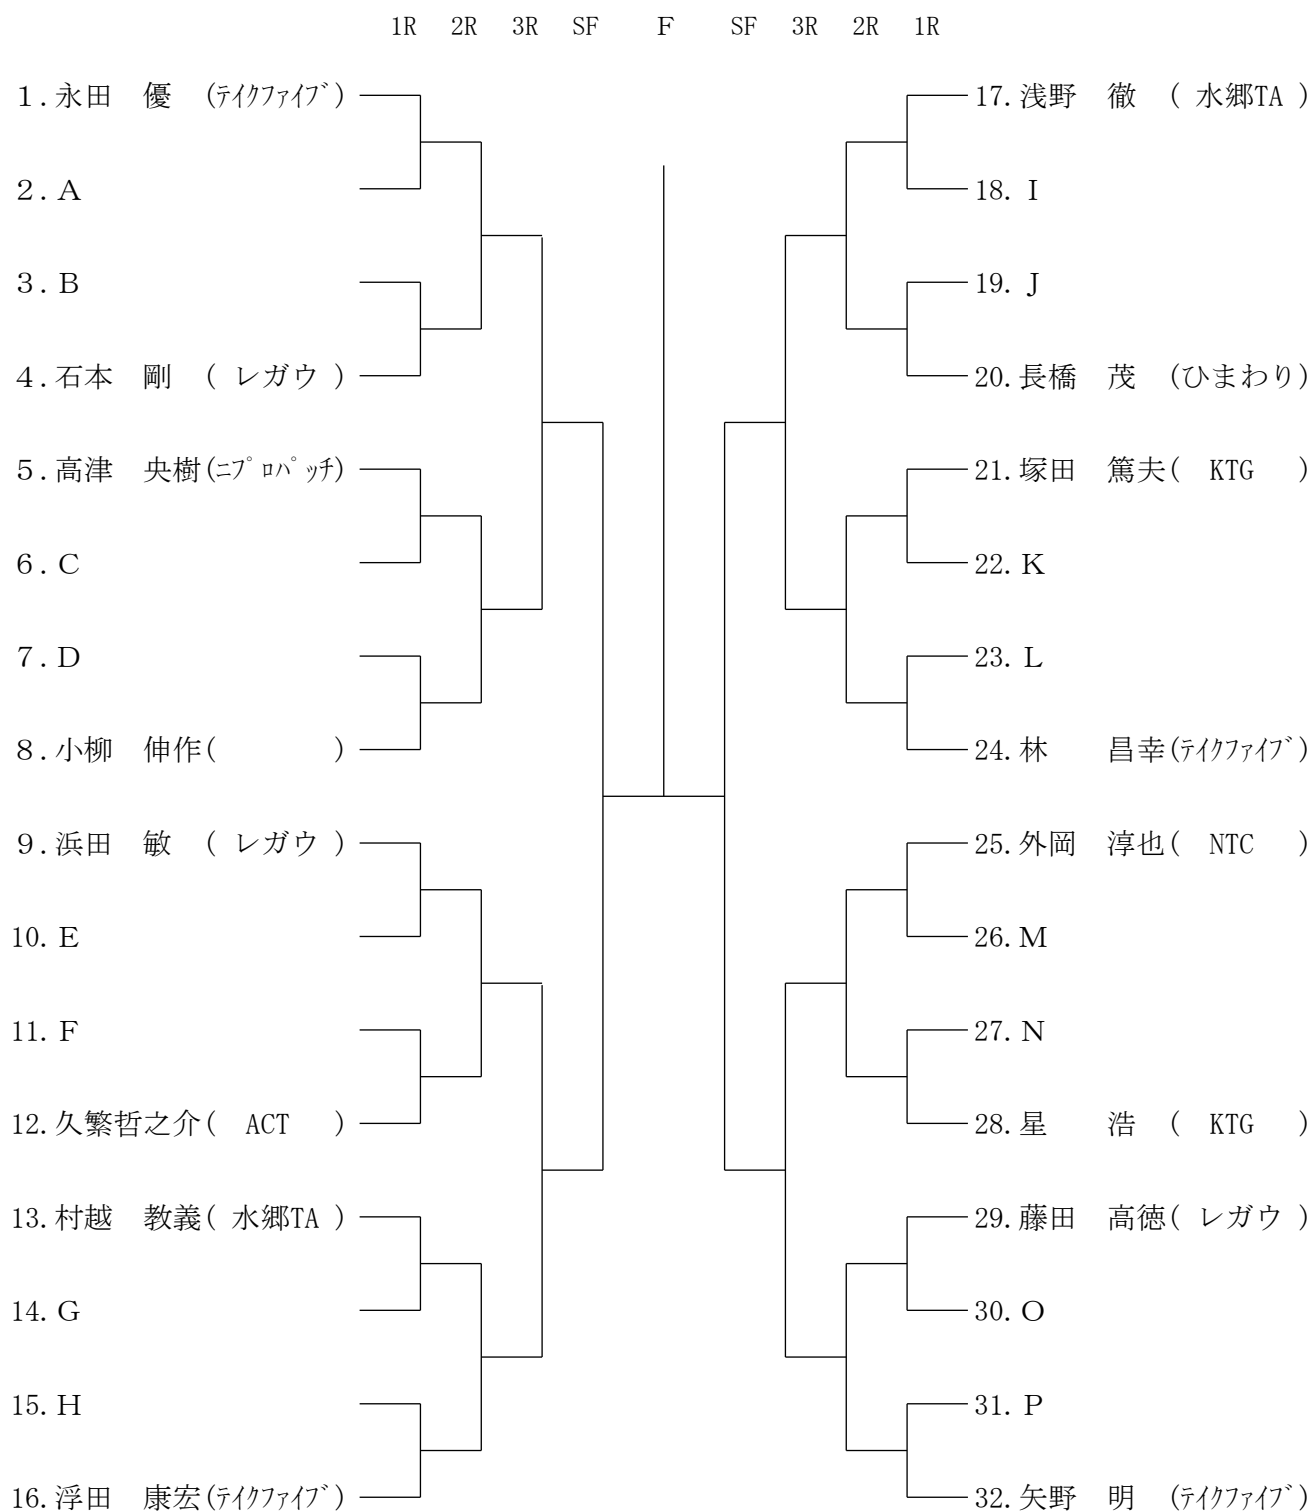 1R 2R 3R SF F SF 3R 2R 1R
1.永田 優 (ﾃｲｸﾌｧｲﾌﾞ)
2.A
3.B
4.石本 剛 ( レガウ )
5.高津 央樹(ﾆﾌﾟﾛﾊﾟｯﾁ)
6.C
7.D
8.小柳 伸作( )
9.浜田 敏 ( レガウ )
10.E
11.F
12.久繁哲之介( ACT )
13.村越 教義( 水郷TA )
14.G
15.H
16.浮田 康宏(ﾃｲｸﾌｧｲﾌﾞ)
17.浅野 徹 ( 水郷TA )
18.I
19.J
20.長橋 茂 (ひまわり)
21.塚田 篤夫( KTG )
22.K
23.L
24.林 昌幸(ﾃｲｸﾌｧｲﾌﾞ)
25.外岡 淳也( NTC )
26.M
27.N
28.星 浩 ( KTG )
29.藤田 高徳( レガウ )
30.O
31.P
32.矢野 明 (ﾃｲｸﾌｧｲﾌﾞ)